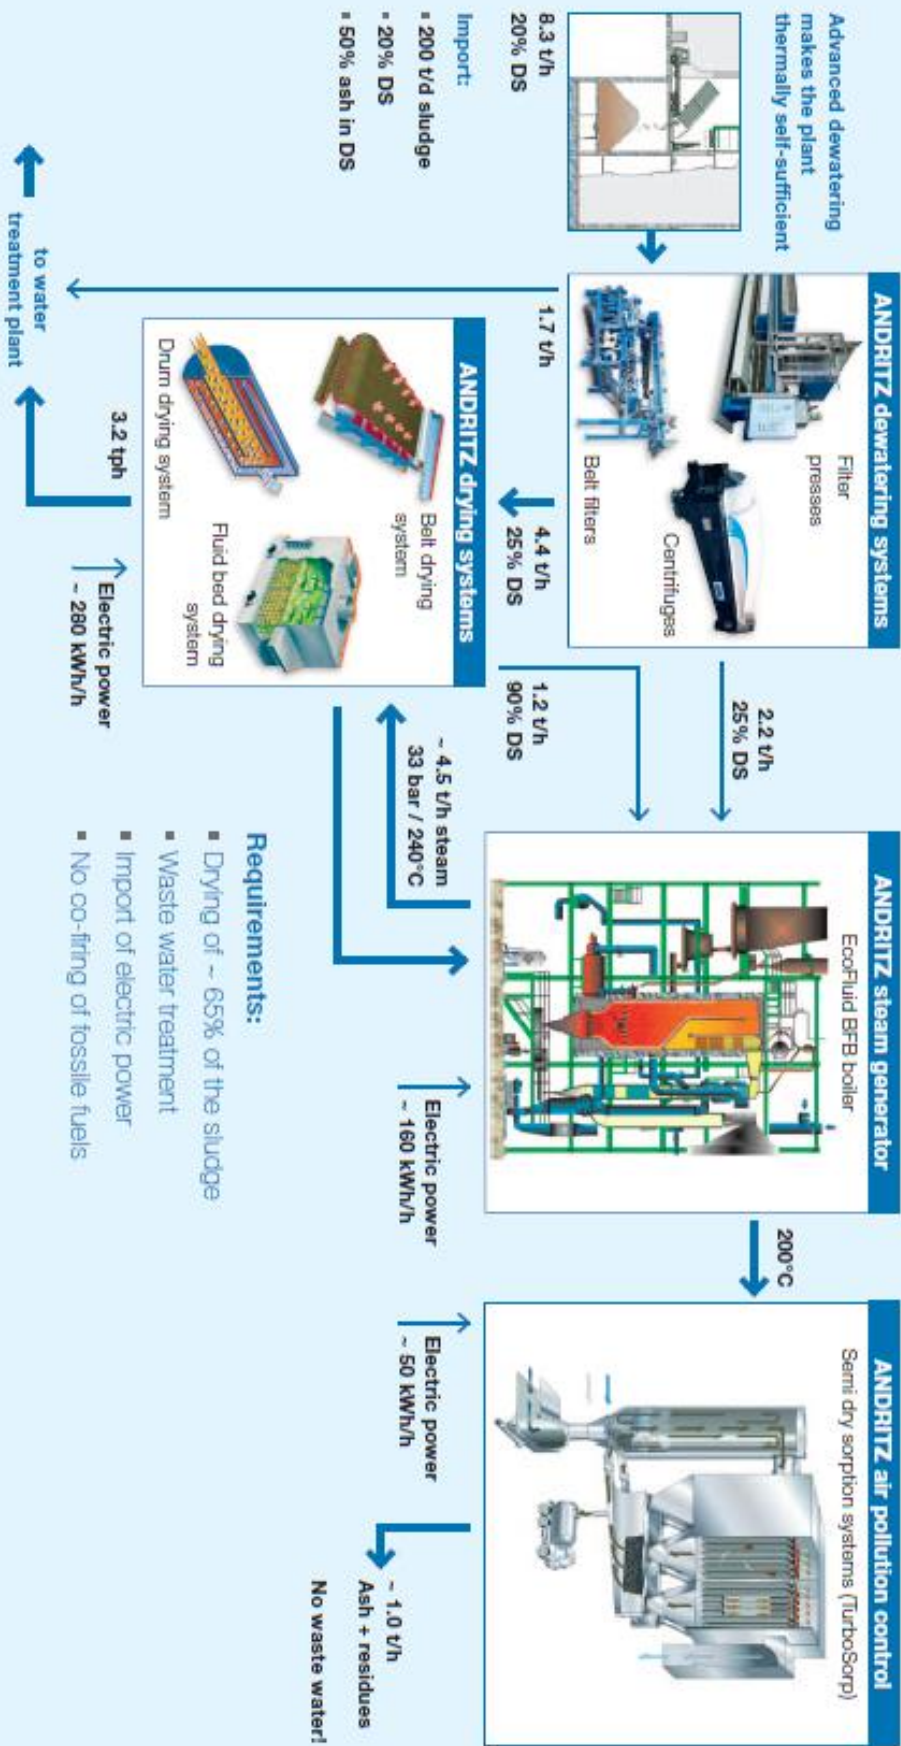 Advanced dewatering
makes the plant
thermally self-sufficient
8.3 t/h
20% DS
Import:
▪ 200 t/d sludge
▪ 20% DS
▪ 50% ash in DS
ANDRITZ dewatering systems
Filter
presses
Belt filters
Centrifuges
1.7 t/h
4.4 t/h
25% DS
2.2 t/h
25% DS
ANDRITZ drying systems
Belt drying
system
Drum drying system
Fluid bed drying
system
to water
treatment plant
3.2 tph
Electric power
~ 280 kWh/h
1.2 t/h
90% DS
~ 4.5 t/h steam
33 bar / 240°C
ANDRITZ steam generator
EcoFluid BFB boiler
Electric power
~ 160 kWh/h
Requirements:
▪ Drying of ~ 65% of the sludge
▪ Waste water treatment
▪ Import of electric power
▪ No co-firing of fossile fuels
200°C
ANDRITZ air pollution control
Semi dry sorption systems (TurboSorp)
Electric power
~ 50 kWh/h
~ 1.0 t/h
Ash + residues
No waste water!